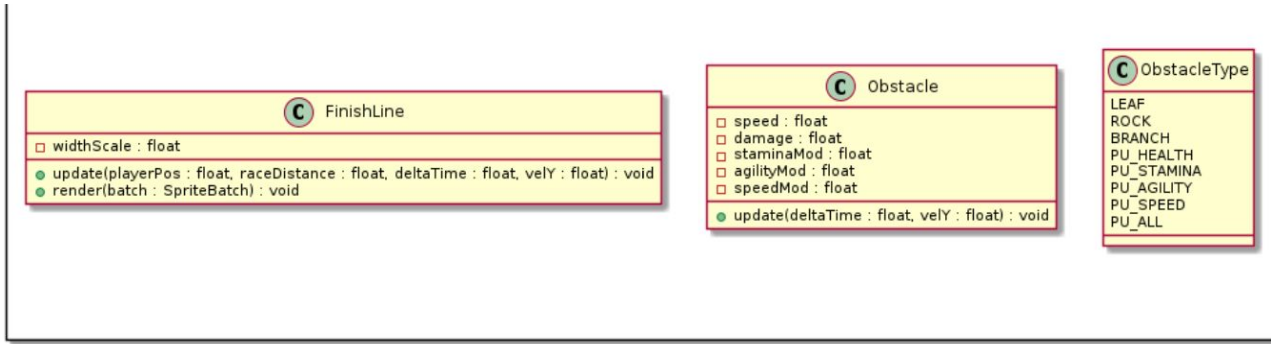 C FinishLine
widthScale : float
update(playerPos : float, raceDistance : float, deltaTime : float, velY : float) : void
render(batch : SpriteBatch) : void
C Obstacle
speed : float
damage : float
staminaMod : float
agilityMod : float
speedMod : float
update(deltaTime : float, velY : float) : void
C ObstacleType
LEAF
ROCK
BRANCH
PU_HEALTH
PU_STAMINA
PU_AGILITY
PU_SPEED
PU_ALL